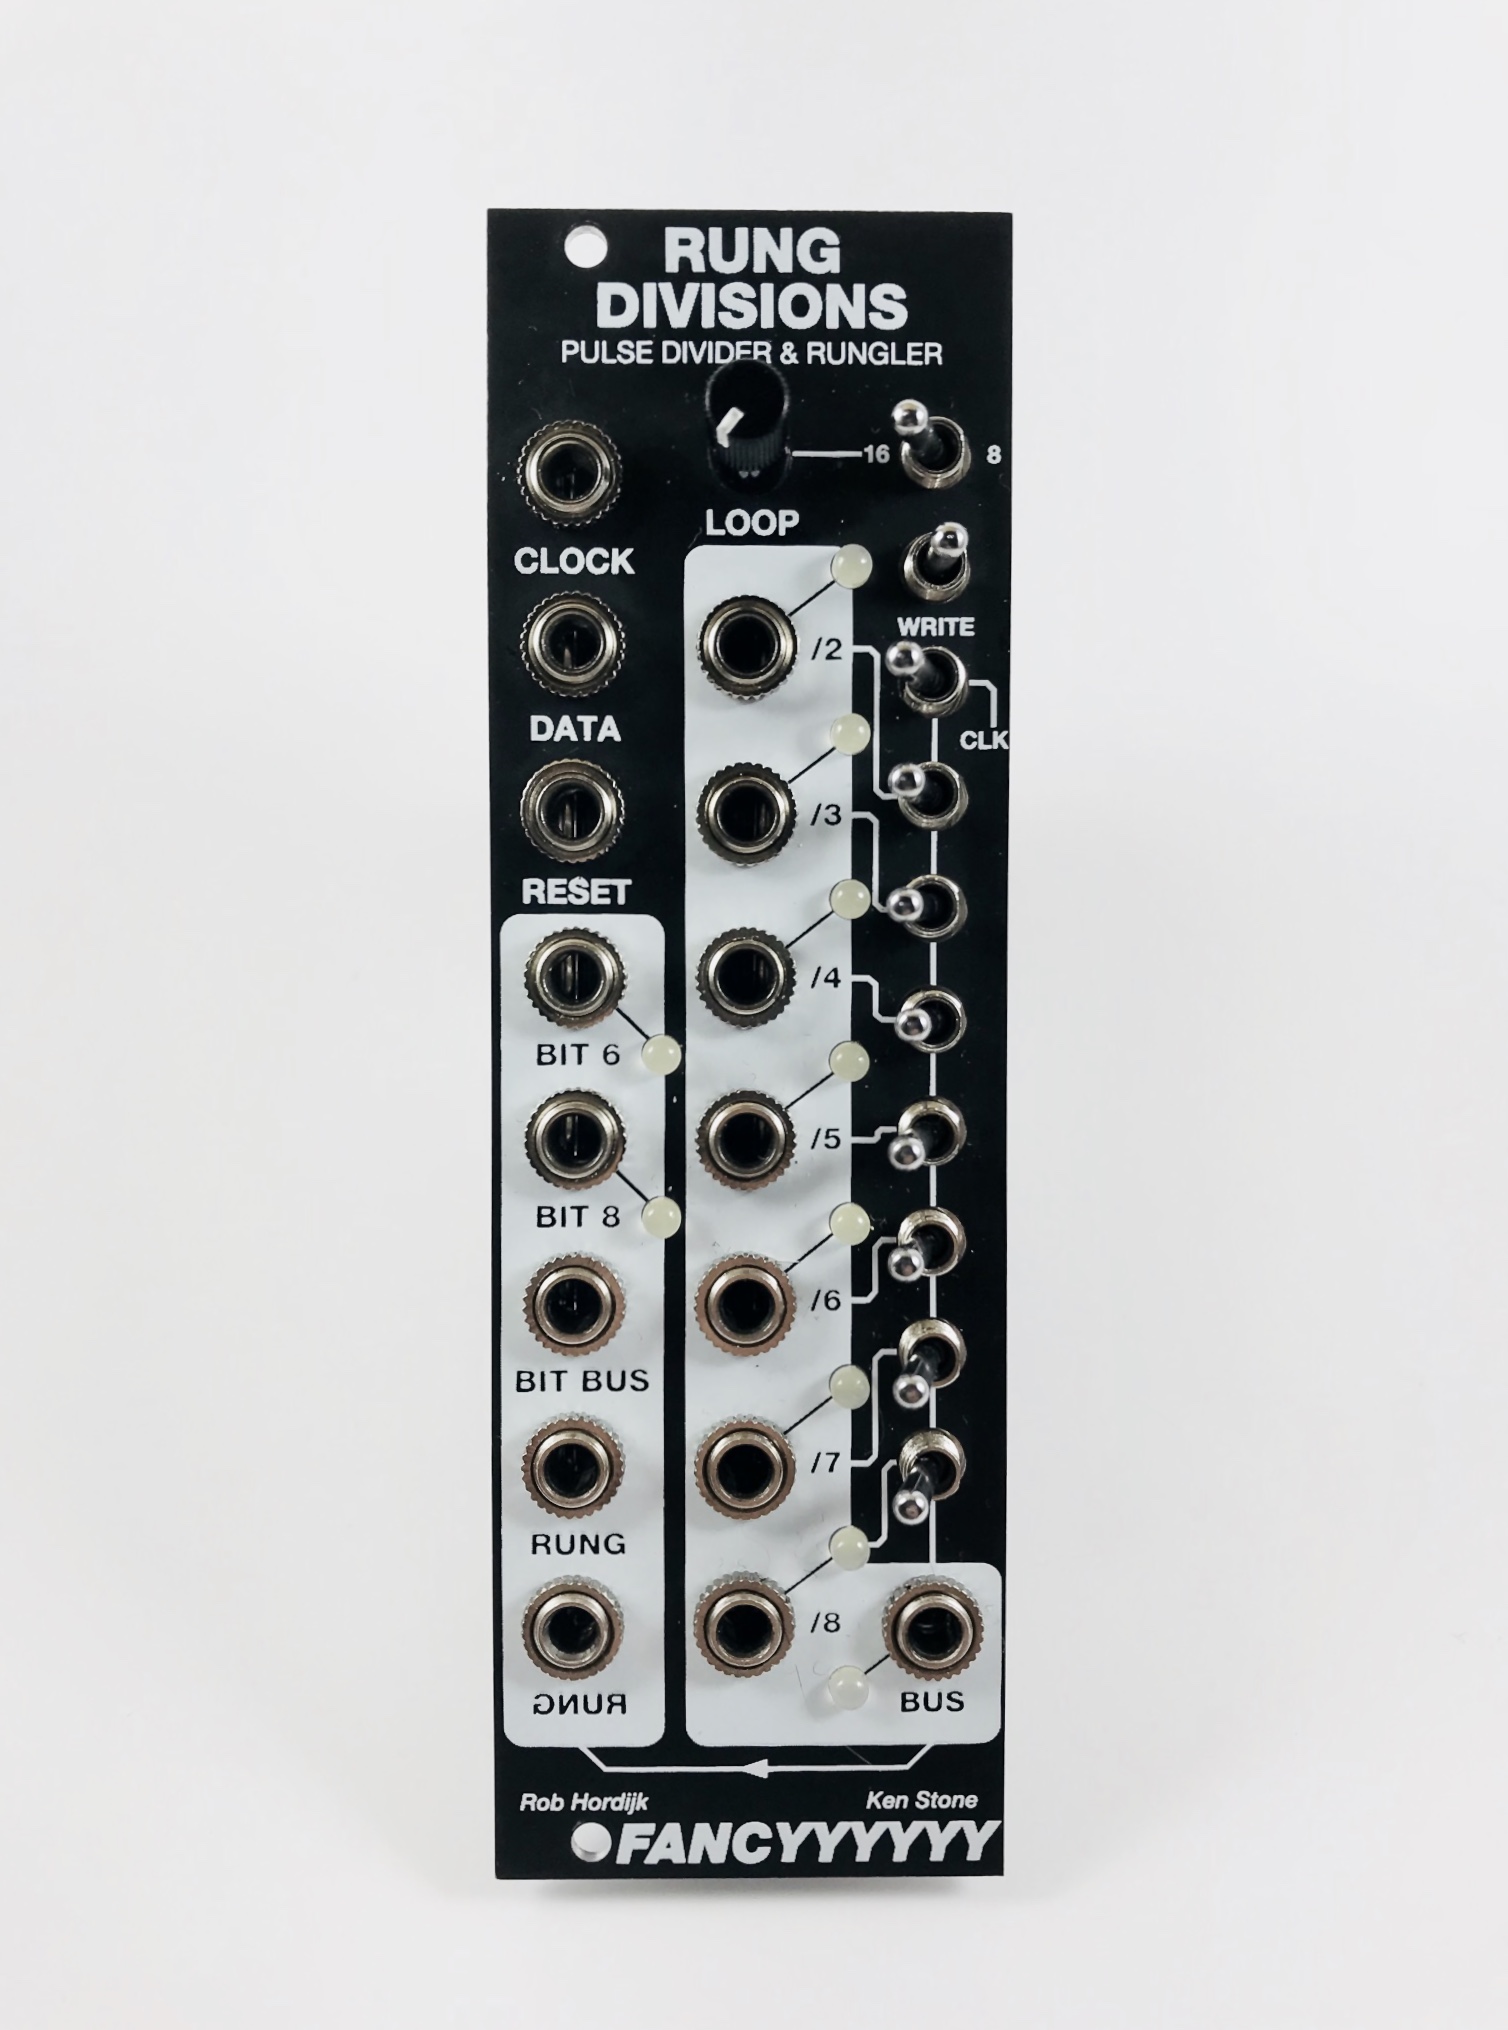 RUNG
DIVISIONS
PULSE DIVIDER & RUNGLER
16
8
LOOP
CLOCK
WRITE
/2
DATA
CLK
/3
RESET
/4
BIT 6
/5
BIT 8
/6
BIT BUS
/7
RUNG
/8
RUNG
BUS
Rob Hordijk
Ken Stone
FANCYYYYYY